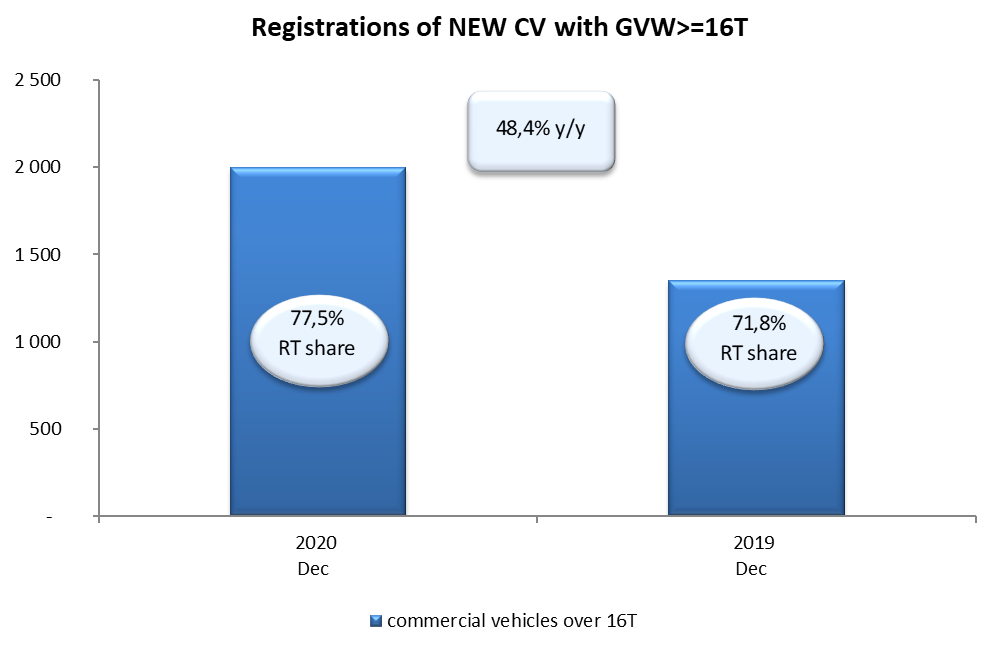 Registrations of NEW CV with GVW>=16T
2 500
2 000
1 500
1 000
500
-
48,4% y/y
77,5%
RT share
71,8%
RT share
2020
Dec
2019
Dec
commercial vehicles over 16T